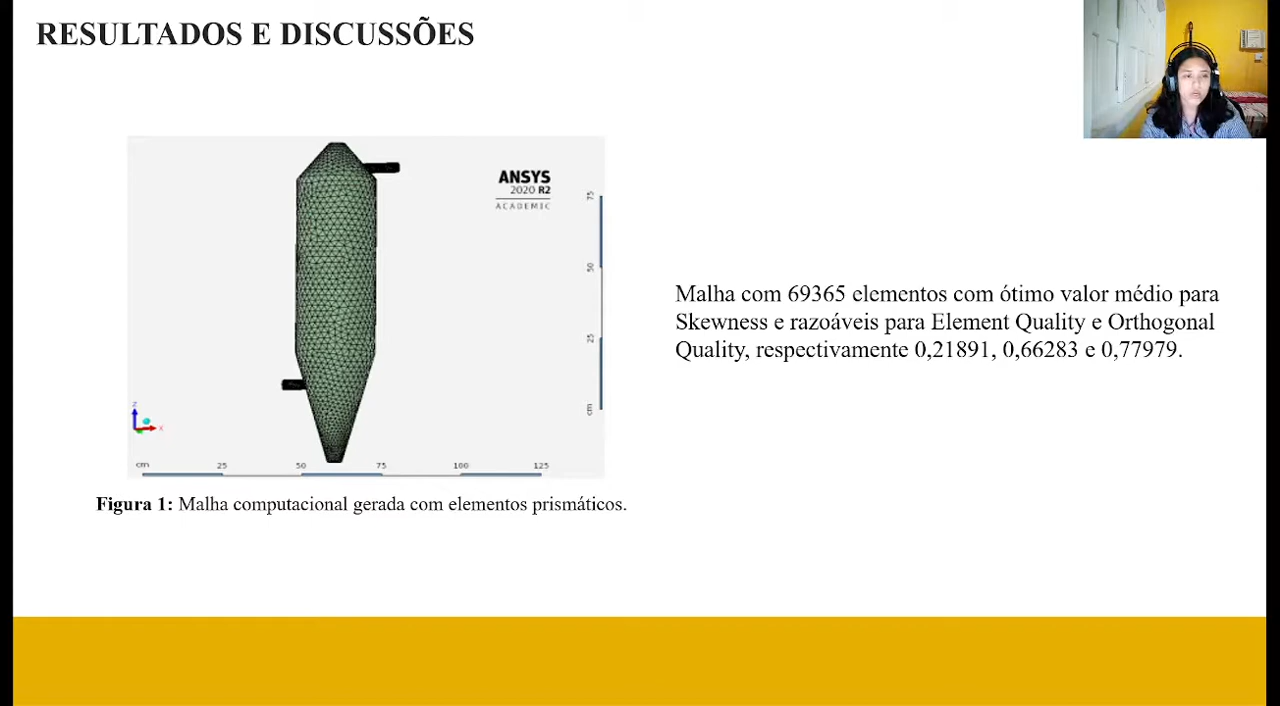 RESULTADOS E DISCUSSÕES
ANSYS
2020 R2
ACADEMIC
75
50
25
cm
Z
X
cm 25 50 75 100 125
Malha com 69365 elementos com ótimo valor médio para
Skewness e razoáveis para Element Quality e Orthogonal
Quality, respectivamente 0,21891, 0,66283 e 0,77979.
Figura 1: Malha computacional gerada com elementos prismáticos.